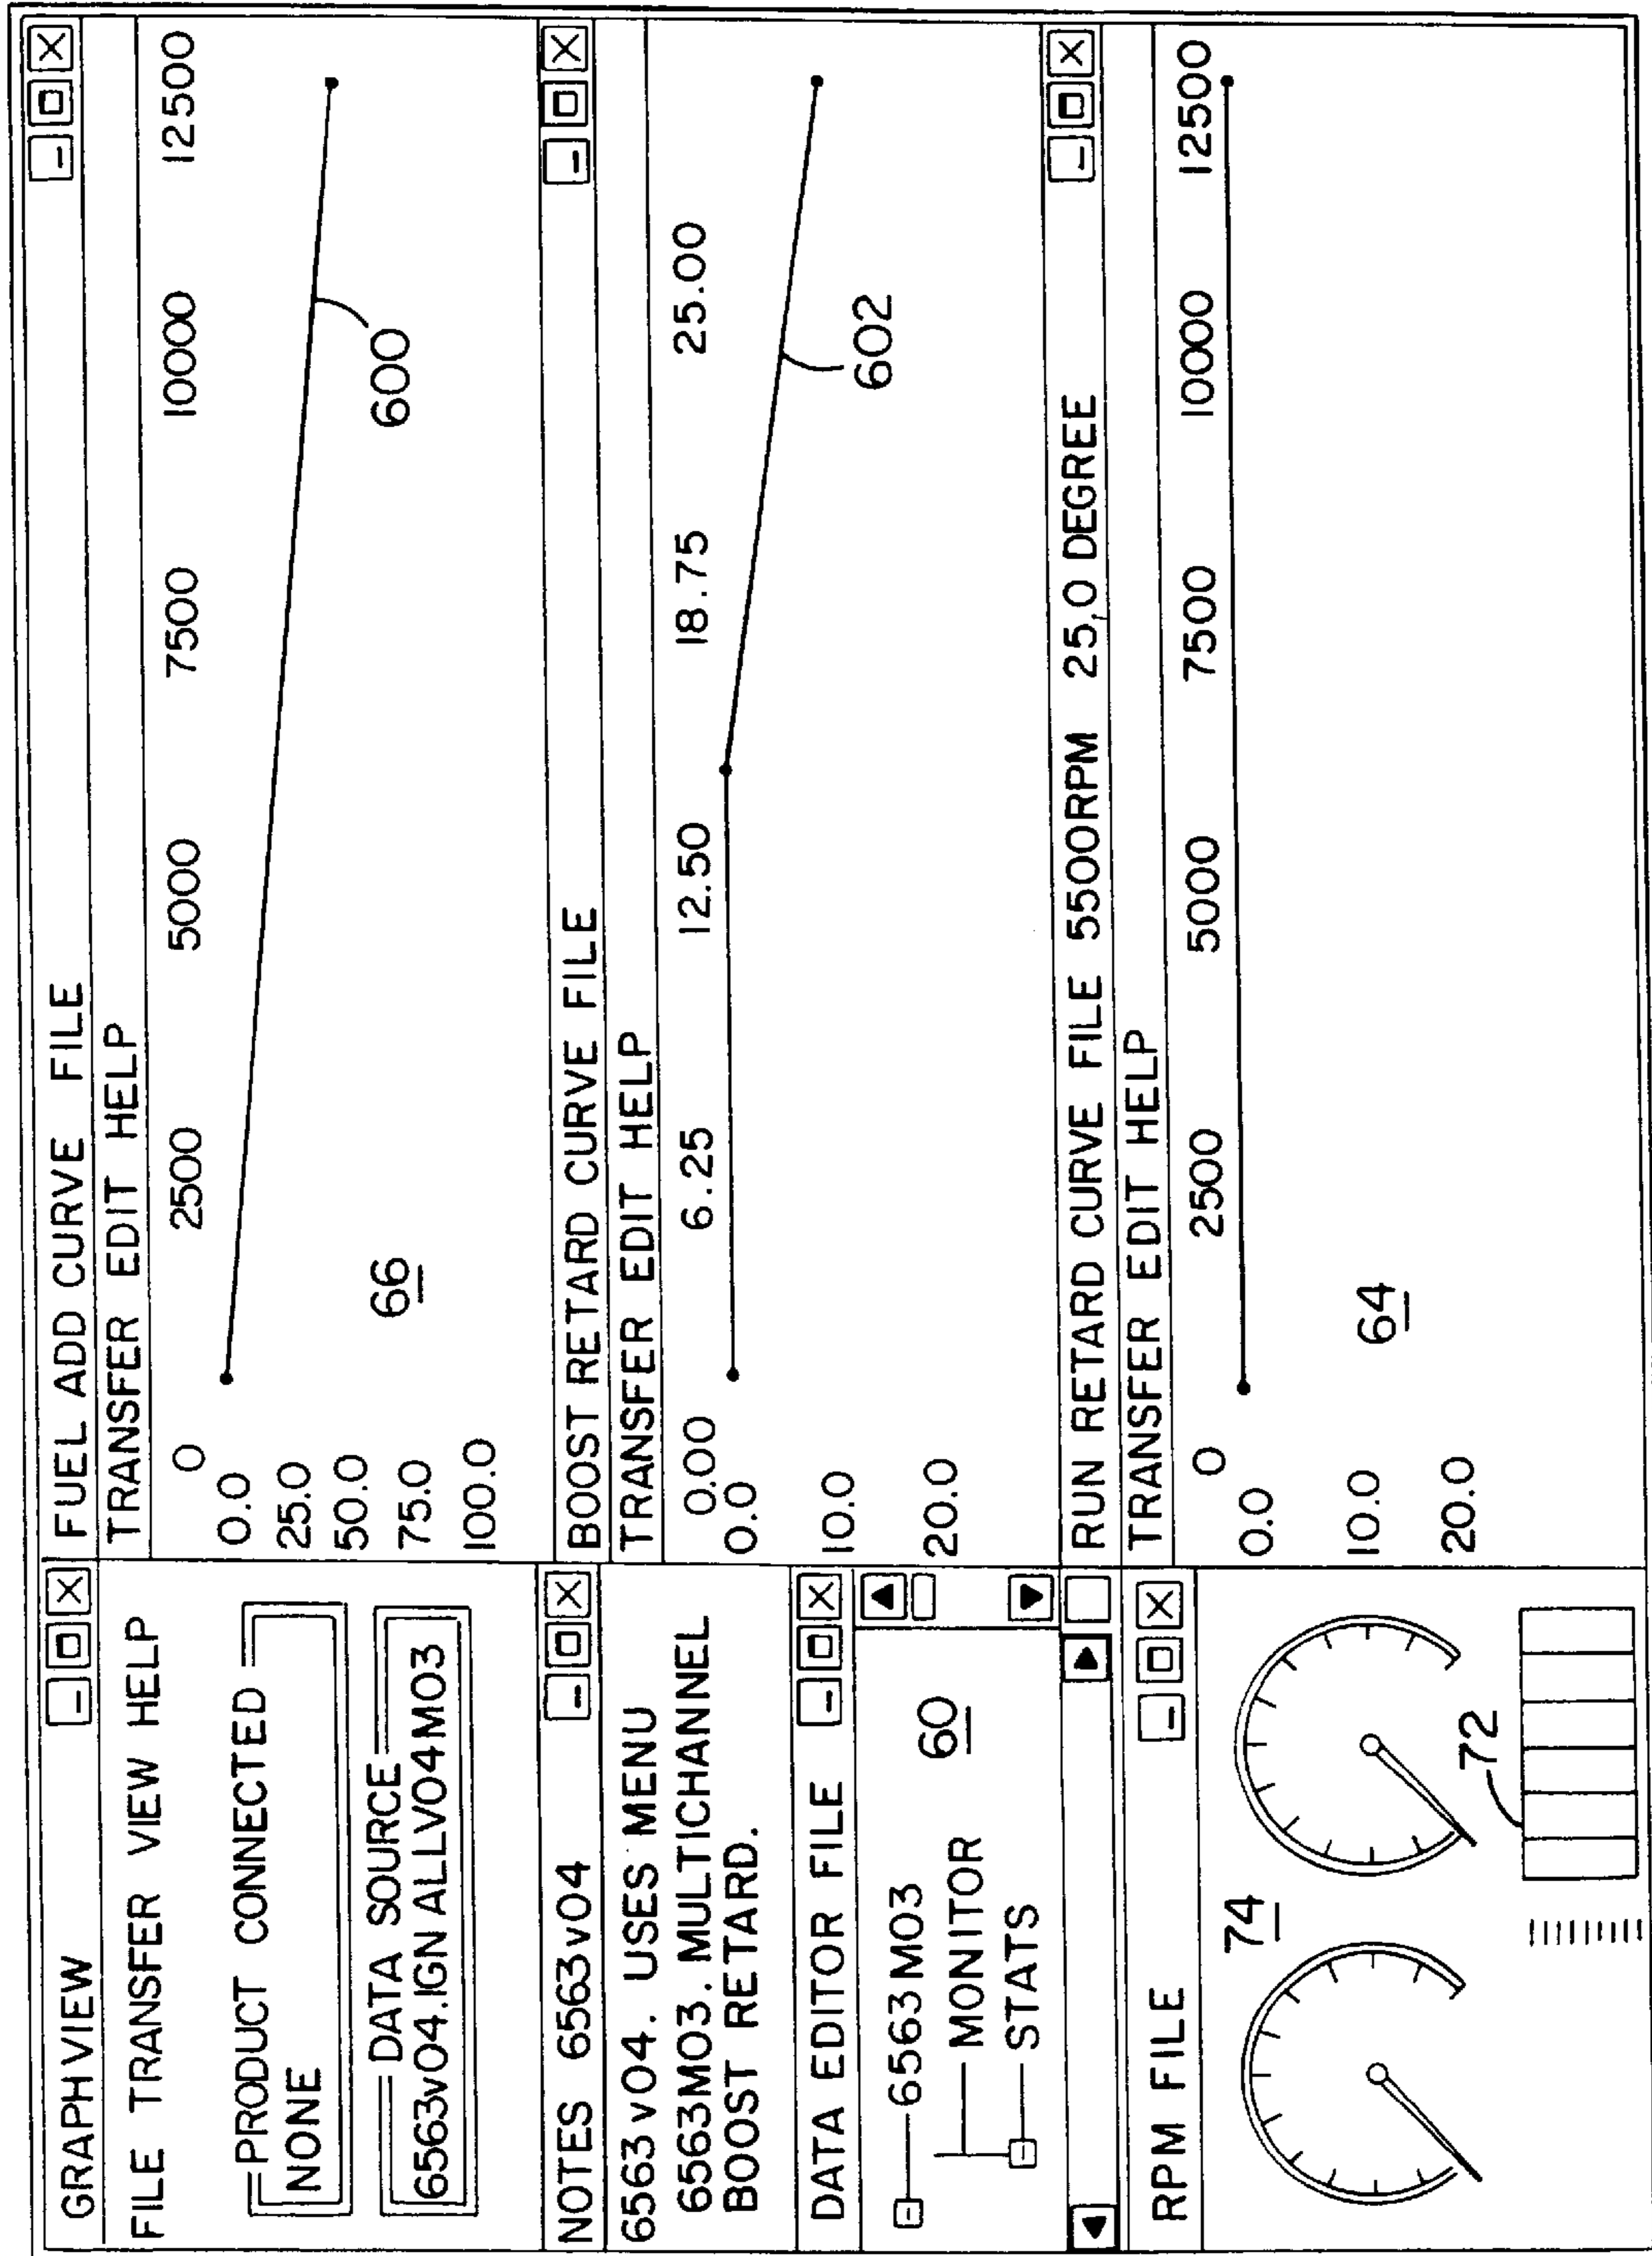 GRAPH VIEW
FILE TRANSFER VIEW HELP
PRODUCT CONNECTED
NONE
DATA SOURCE
6563v04.IGN ALLV04M03
NOTES 6563v04
6563v04. USES MENU
6563M03. MULTICHANNEL
BOOST RETARD.
DATA EDITOR FILE
6563M03
MONITOR
STATS
60
RPM FILE
74
72
FUEL ADD CURVE FILE
TRANSFER EDIT HELP
0 2500 5000 7500 10000 12500
0.0
25.0
50.0
75.0
100.0
66
600
BOOST RETARD CURVE FILE
TRANSFER EDIT HELP
0.00 6.25 12.50 18.75 25.00
0.0
10.0
20.0
602
RUN RETARD CURVE FILE 5500RPM 25,0 DEGREE
TRANSFER EDIT HELP
0 2500 5000 7500 10000 12500
0.0
10.0
20.0
64